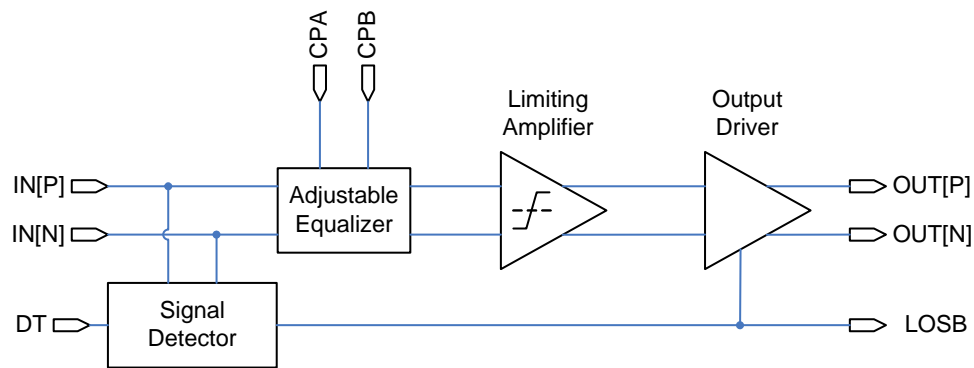 CPA
CPB
Limiting
Amplifier
Output
Driver
IN[P]
Adjustable
Equalizer
OUT[P]
IN[N]
OUT[N]
DT
Signal
Detector
LOSB